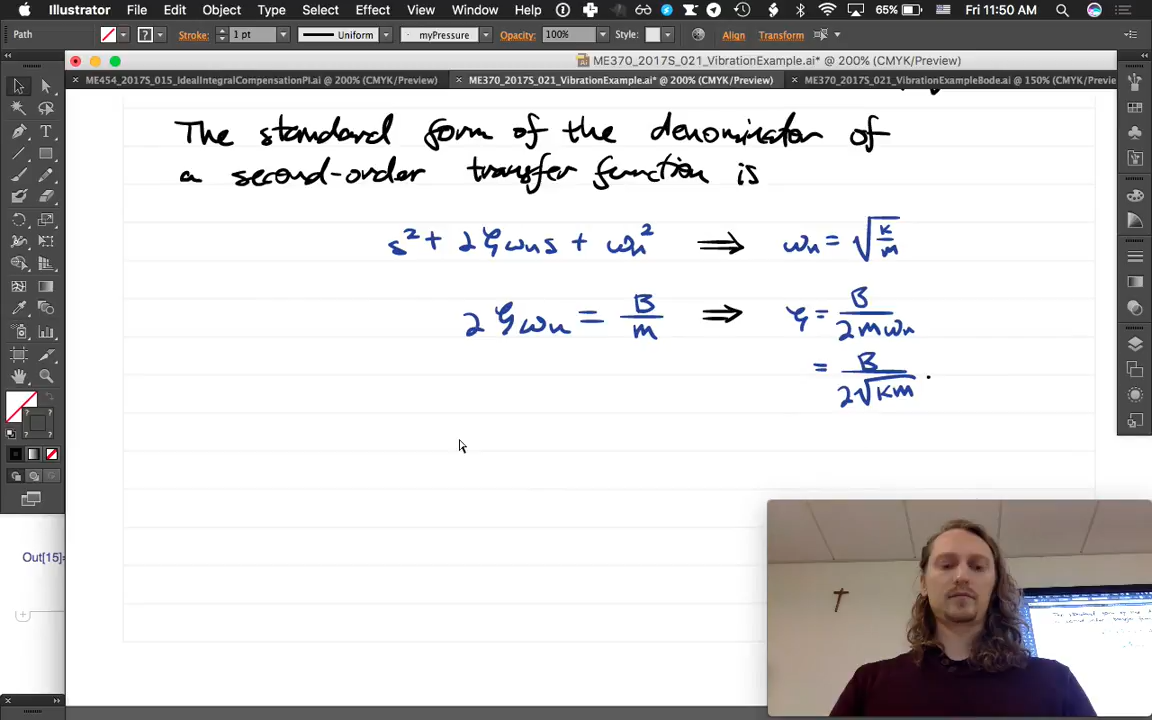 Illustrator File Edit Object Type Select Effect View Window Help 65% Fri 11:50 AM
Path Stroke: 1 pt Uniform myPressure Opacity: 100% Style: Align Transform
ME370_2017S_021_VibrationExample.ai* @ 200% (CMYK/Preview)
ME454_2017S_015_IdealIntegralCompensationPI.ai @ 200% (CMYK/Preview) ME370_2017S_021_VibrationExample.ai* @ 200% (CMYK/Preview) ME370_2017S_021_VibrationExampleBode.ai @ 150% (CMYK/Preview)
The standard form of the denominator of
a second-order transfer function is
s² + 2ζωₙs + ωₙ² ⇒ ωₙ = √(K/m)
2ζωₙ = B/m ⇒ ζ = B/(2mωₙ)
= B/(2√(Km)).
Out[15]=